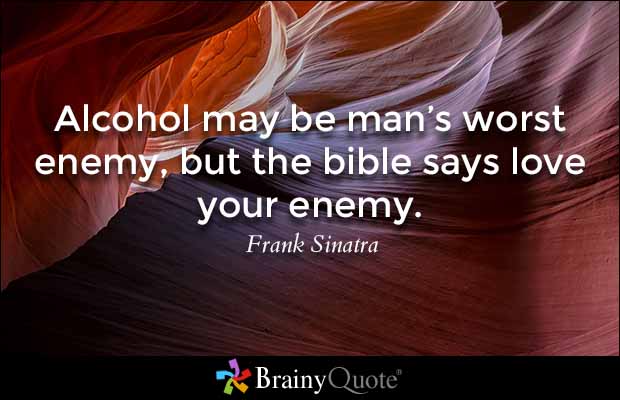 Alcohol may be man’s worst
enemy, but the bible says love
your enemy.
Frank Sinatra
BrainyQuote®